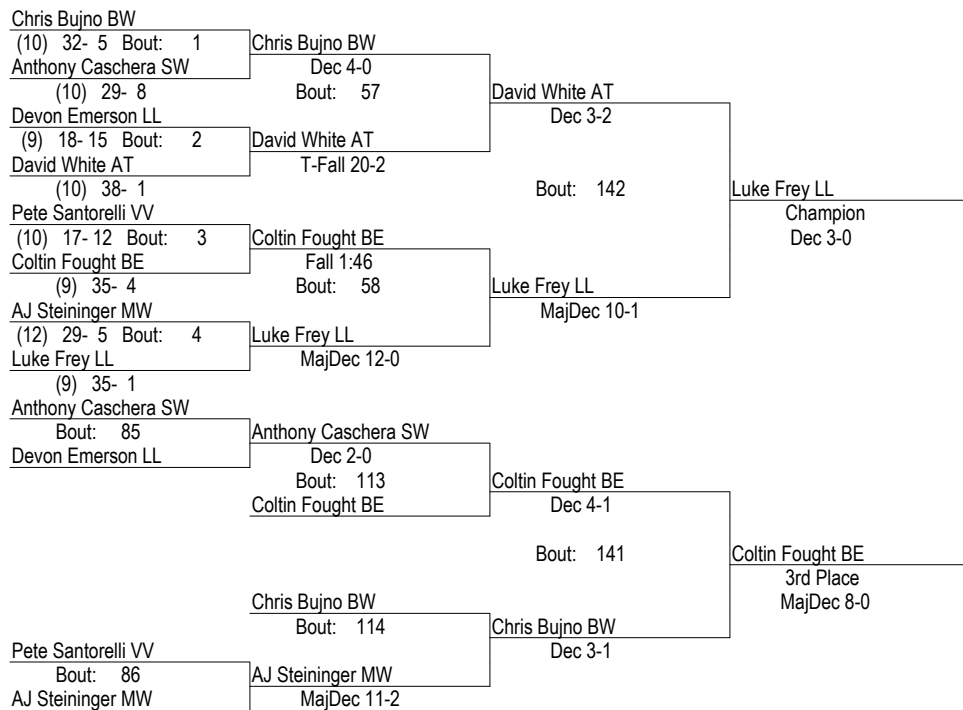 Chris Bujno BW
(10) 32- 5 Bout: 1
Anthony Caschera SW
(10) 29- 8
Devon Emerson LL
(9) 18- 15 Bout: 2
David White AT
(10) 38- 1
Pete Santorelli VV
(10) 17- 12 Bout: 3
Coltin Fought BE
(9) 35- 4
AJ Steininger MW
(12) 29- 5 Bout: 4
Luke Frey LL
(9) 35- 1
Chris Bujno BW
Dec 4-0
Bout: 57
David White AT
T-Fall 20-2
Coltin Fought BE
Fall 1:46
Bout: 58
Luke Frey LL
MajDec 12-0
David White AT
Dec 3-2
Bout: 142
Luke Frey LL
MajDec 10-1
Luke Frey LL
Champion
Dec 3-0
Anthony Caschera SW
Bout: 85
Devon Emerson LL
Anthony Caschera SW
Dec 2-0
Bout: 113
Coltin Fought BE
Coltin Fought BE
Dec 4-1
Bout: 141
Coltin Fought BE
3rd Place
MajDec 8-0
Chris Bujno BW
Bout: 114
Chris Bujno BW
Dec 3-1
Pete Santorelli VV
Bout: 86
AJ Steininger MW
AJ Steininger MW
MajDec 11-2